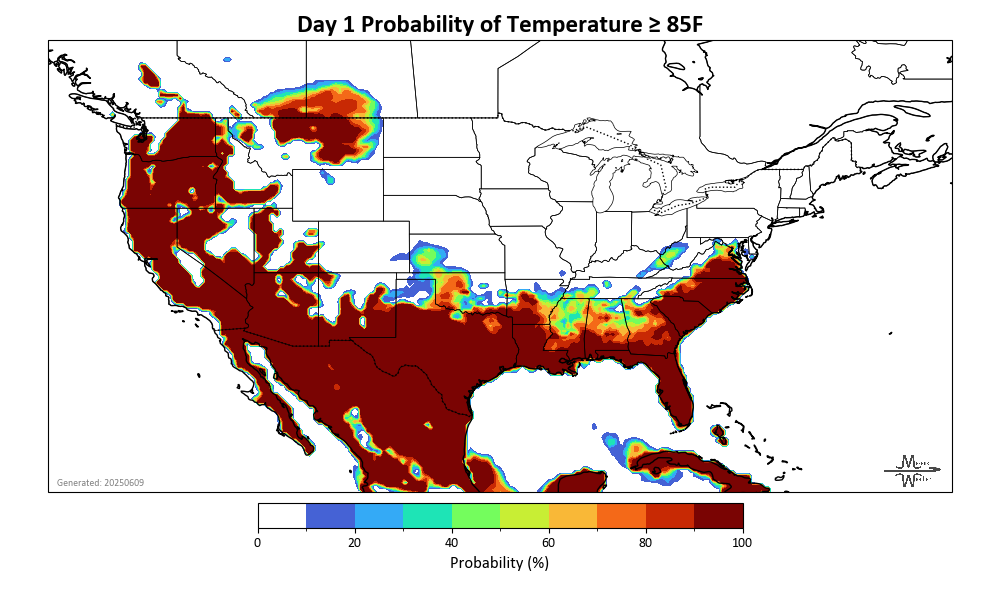 Day 1 Probability of Temperature ≥ 85F
Generated: 20250609
0 20 40 60 80 100
Probability (%)